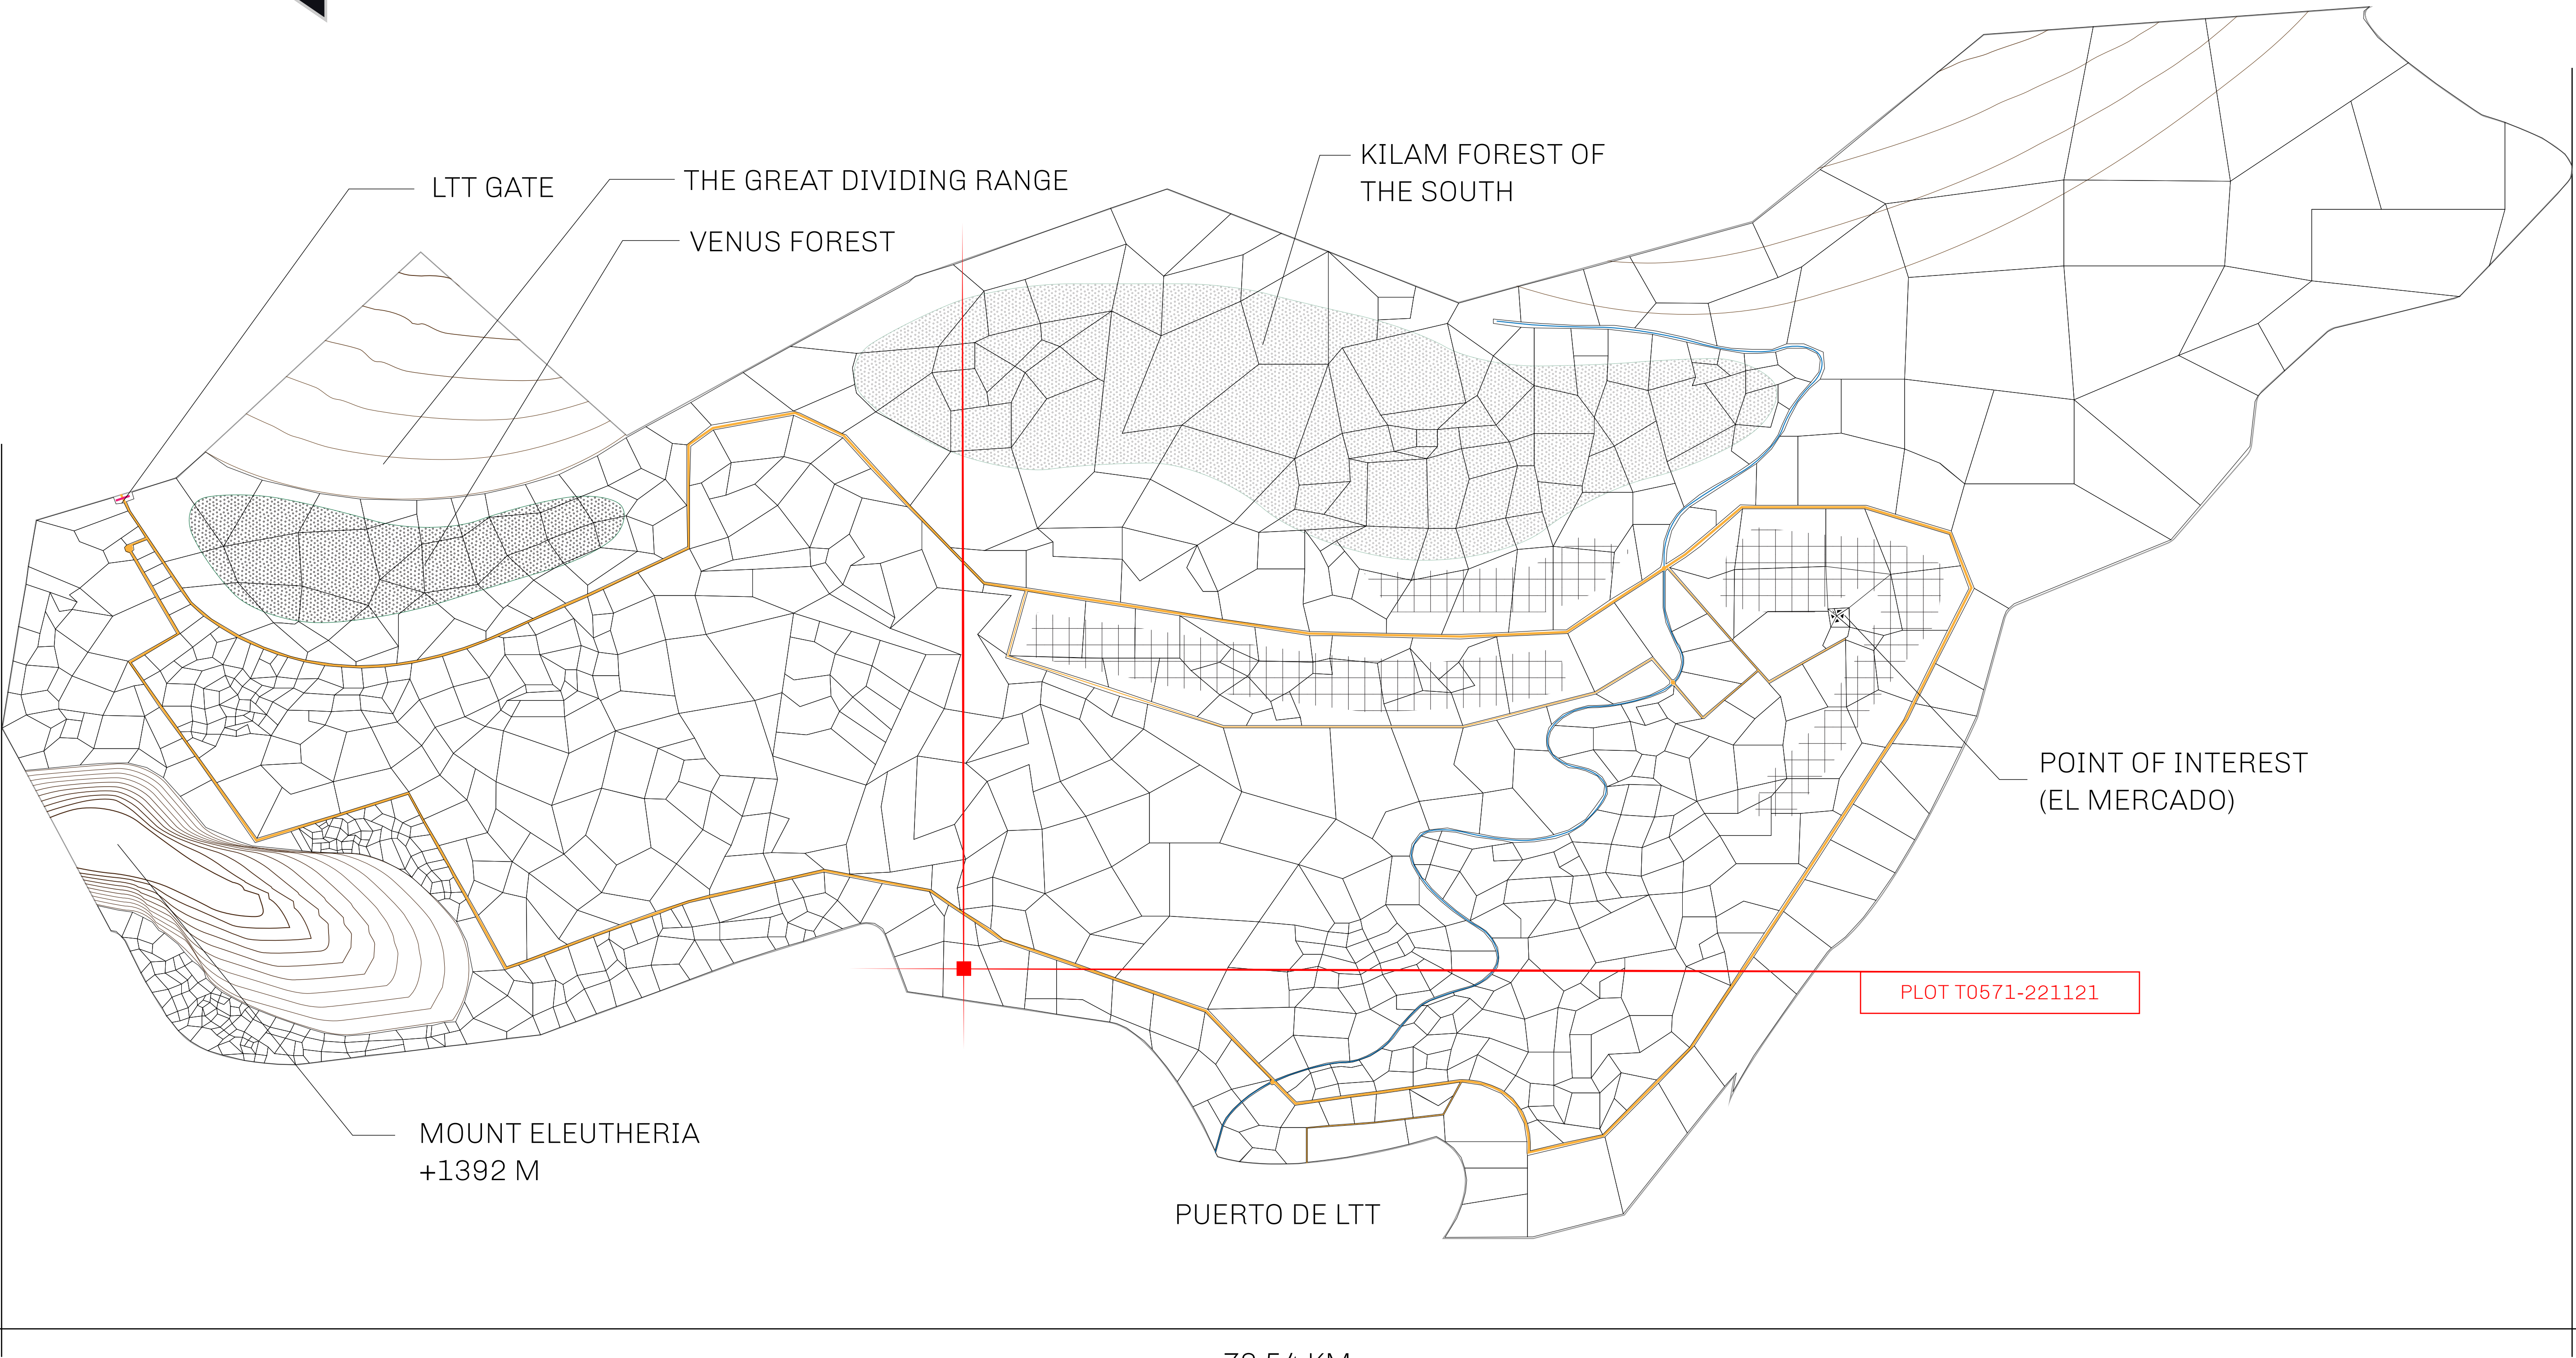 KILAM FOREST OF
THE SOUTH
LTT GATE
THE GREAT DIVIDING RANGE
VENUS FOREST
POINT OF INTEREST
(EL MERCADO)
PLOT T0571-221121
MOUNT ELEUTHERIA
+1392 M
PUERTO DE LTT
KM